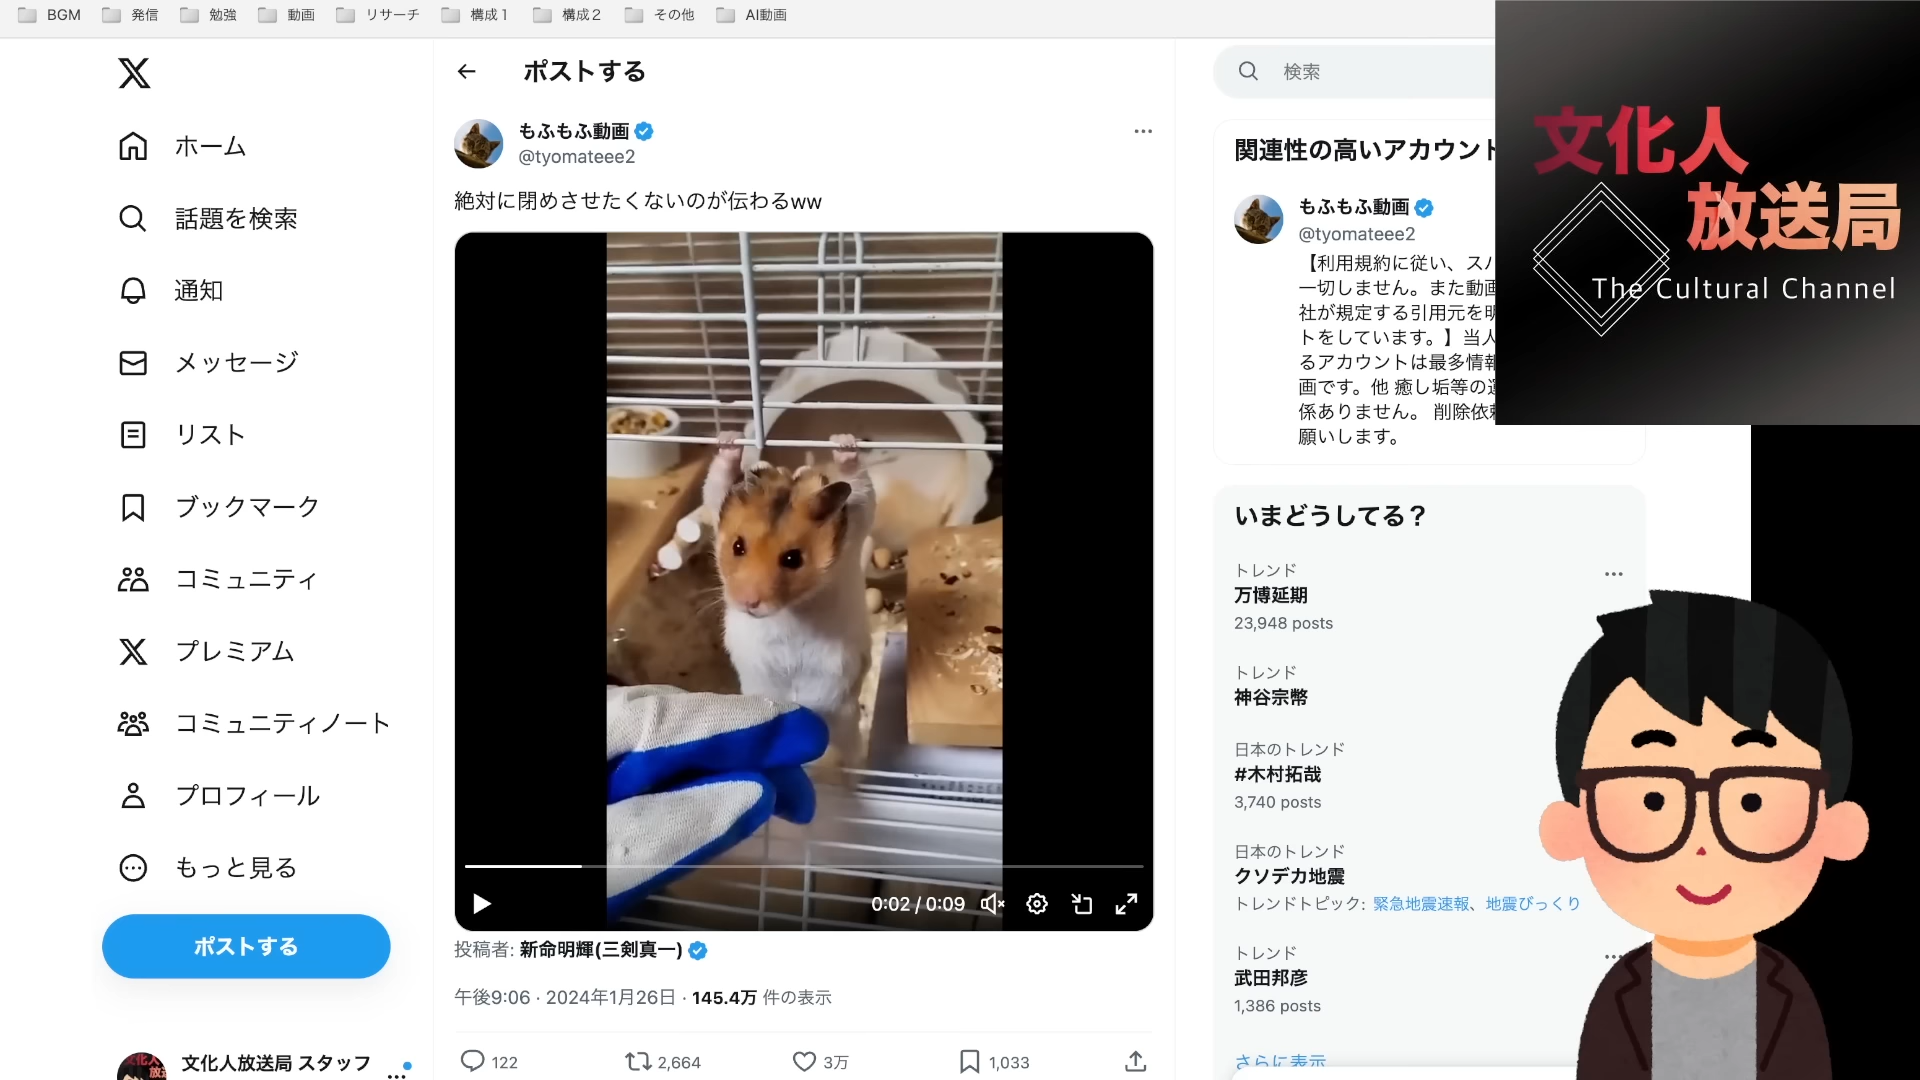 BGM
発信
勉強
動画
リサーチ
構成1
構成2
その他
AI動画
ホーム
話題を検索
通知
メッセージ
リスト
ブックマーク
コミュニティ
プレミアム
コミュニティノート
プロフィール
もっと見る
ポストする
文化人放送局 スタッフ
ポストする
もふもふ動画
@tyomateee2
絶対に閉めさせたくないのが伝わるww
0:02 / 0:09
投稿者: 新命明輝(三剣真一)
午後9:06 · 2024年1月26日 · 145.4万 件の表示
122
2,664
3万
1,033
検索
関連性の高いアカウント
もふもふ動画
@tyomateee2
【利用規約に従い、スパ
一切しません。また動画
社が規定する引用元を明
トをしています。】当人
るアカウントは最多情報
画です。他 癒し垢等の運
係ありません。 削除依頼
願いします。
いまどうしてる？
トレンド
万博延期
23,948 posts
トレンド
神谷宗幣
日本のトレンド
#木村拓哉
3,740 posts
日本のトレンド
クソデカ地震
トレンドトピック: 緊急地震速報、地震びっくり
トレンド
武田邦彦
1,386 posts
さらに表示
文化人
放送局
The Cultural Channel